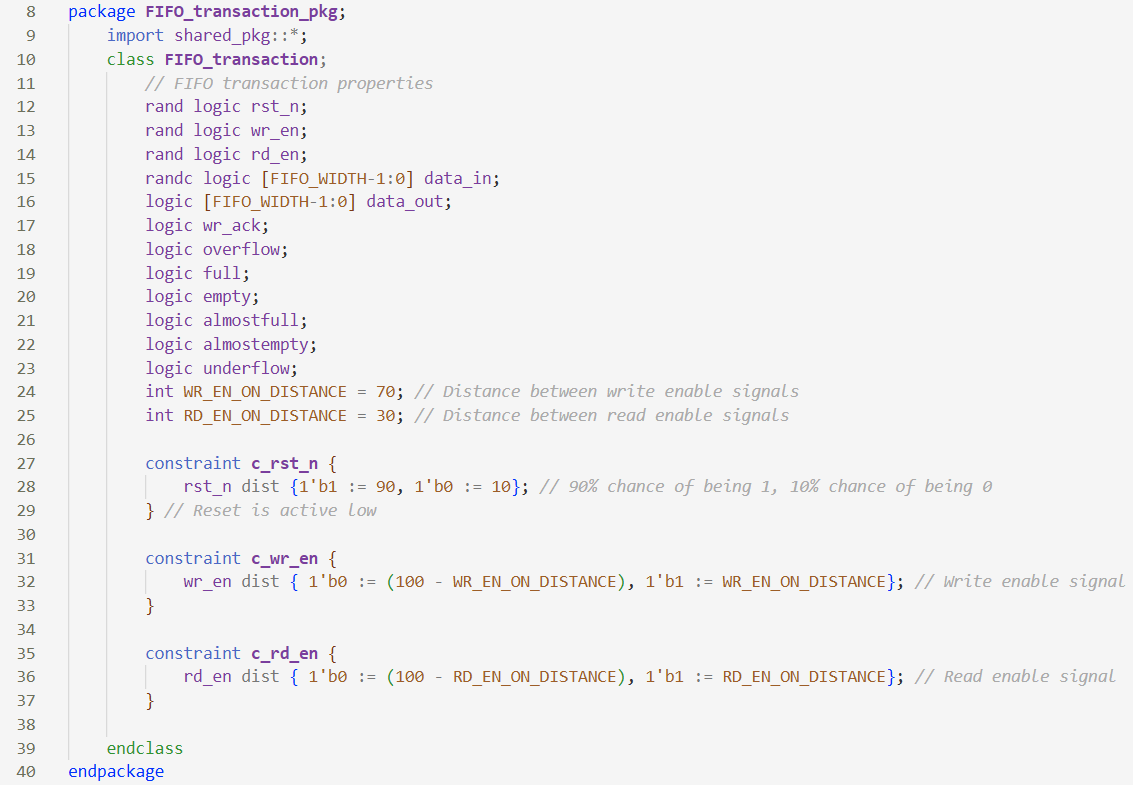 8 package FIFO_transaction_pkg;
9 import shared_pkg::*;
10 class FIFO_transaction;
11 // FIFO transaction properties
12 rand logic rst_n;
13 rand logic wr_en;
14 rand logic rd_en;
15 randc logic [FIFO_WIDTH-1:0] data_in;
16 logic [FIFO_WIDTH-1:0] data_out;
17 logic wr_ack;
18 logic overflow;
19 logic full;
20 logic empty;
21 logic almostfull;
22 logic almostempty;
23 logic underflow;
24 int WR_EN_ON_DISTANCE = 70; // Distance between write enable signals
25 int RD_EN_ON_DISTANCE = 30; // Distance between read enable signals
26
27 constraint c_rst_n {
28 rst_n dist {1'b1 := 90, 1'b0 := 10}; // 90% chance of being 1, 10% chance of being 0
29 } // Reset is active low
30
31 constraint c_wr_en {
32 wr_en dist { 1'b0 := (100 - WR_EN_ON_DISTANCE), 1'b1 := WR_EN_ON_DISTANCE}; // Write enable signal
33 }
34
35 constraint c_rd_en {
36 rd_en dist { 1'b0 := (100 - RD_EN_ON_DISTANCE), 1'b1 := RD_EN_ON_DISTANCE}; // Read enable signal
37 }
38
39 endclass
40 endpackage